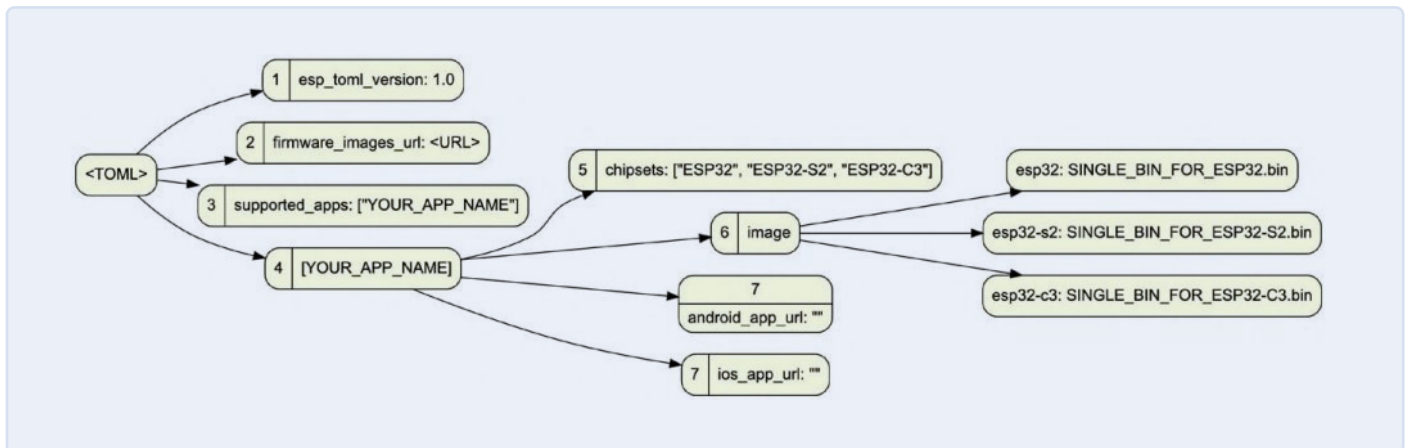 1 esp_toml_version: 1.0
2 firmware_images_url: <URL>
<TOML>
3 supported_apps: ["YOUR_APP_NAME"]
4 [YOUR_APP_NAME]
5 chipsets: ["ESP32", "ESP32-S2", "ESP32-C3"]
6 image
esp32: SINGLE_BIN_FOR_ESP32.bin
esp32-s2: SINGLE_BIN_FOR_ESP32-S2.bin
esp32-c3: SINGLE_BIN_FOR_ESP32-C3.bin
7
android_app_url: ""
7 ios_app_url: ""